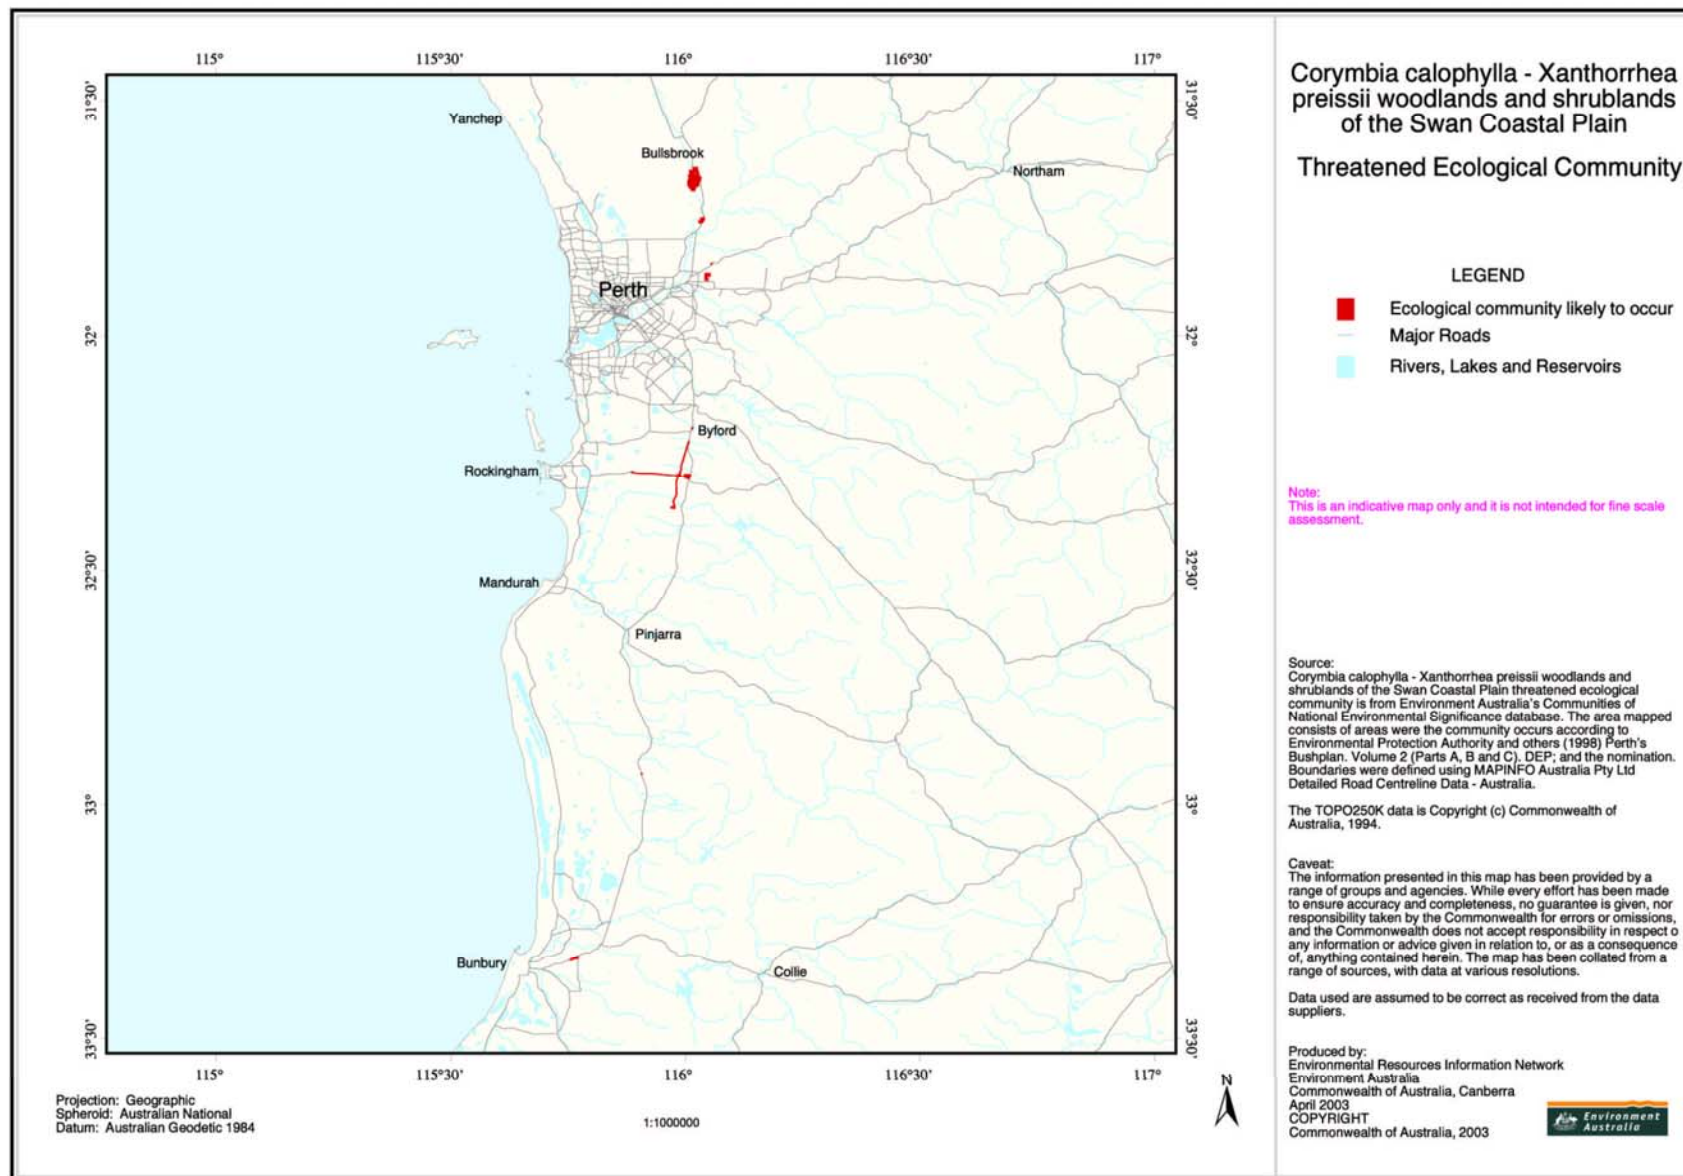 115°
115°30'
116°
116°30'
117°
31°30'
32°
32°30'
33°
33°30'
31°30'
32°
32°30'
33°
33°30'
Yanchep
Bullsbrook
Northam
Perth
Byford
Rockingham
Mandurah
Pinjarra
Bunbury
Collie
115°
115°30'
116°
116°30'
117°
Projection: Geographic
Spheroid: Australian National
Datum: Australian Geodetic 1984
1:1000000
N
Corymbia calophylla - Xanthorrhea
preissii woodlands and shrublands
of the Swan Coastal Plain
Threatened Ecological Community
LEGEND
Ecological community likely to occur
Major Roads
Rivers, Lakes and Reservoirs
Note:
This is an indicative map only and it is not intended for fine scale
assessment.
Source:
Corymbia calophylla - Xanthorrhea preissii woodlands and
shrublands of the Swan Coastal Plain threatened ecological
community is from Environment Australia's Communities of
National Environmental Significance database. The area mapped
consists of areas were the community occurs according to
Environmental Protection Authority and others (1998) Perth's
Bushplan. Volume 2 (Parts A, B and C). DEP; and the nomination.
Boundaries were defined using MAPINFO Australia Pty Ltd
Detailed Road Centreline Data - Australia.
The TOPO250K data is Copyright (c) Commonwealth of
Australia, 1994.
Caveat:
The information presented in this map has been provided by a
range of groups and agencies. While every effort has been made
to ensure accuracy and completeness, no guarantee is given, nor
responsibility taken by the Commonwealth for errors or omissions,
and the Commonwealth does not accept responsibility in respect o
any information or advice given in relation to, or as a consequence
of, anything contained herein. The map has been collated from a
range of sources, with data at various resolutions.
Data used are assumed to be correct as received from the data
suppliers.
Produced by:
Environmental Resources Information Network
Environment Australia
Commonwealth of Australia, Canberra
April 2003
COPYRIGHT
Commonwealth of Australia, 2003
Environment
Australia